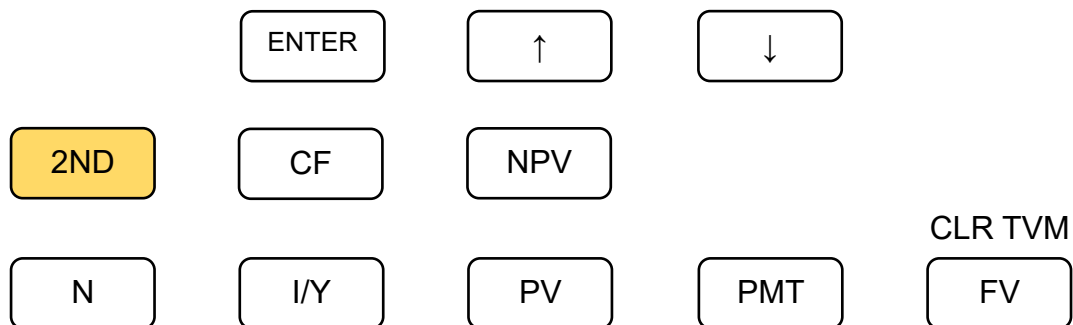 ENTER ↑ ↓
2ND CF NPV
CLR TVM
N I/Y PV PMT FV